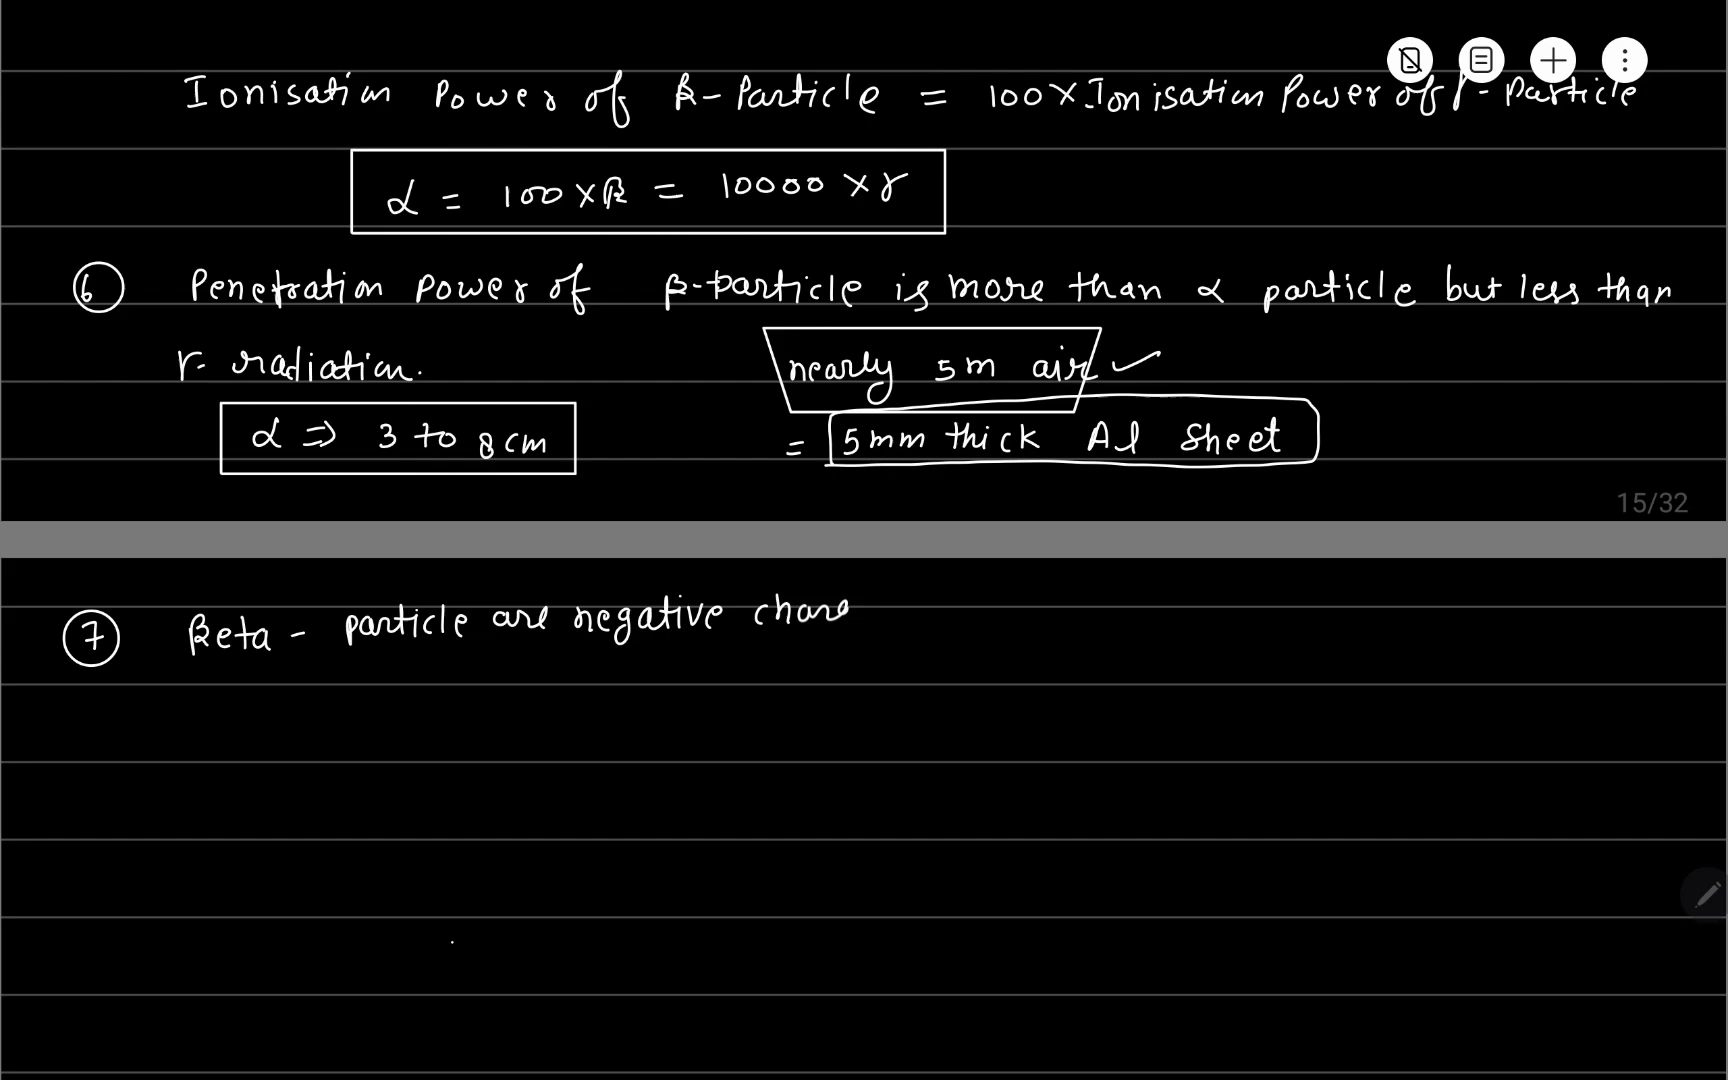 Ionisation Power of β-Particle = 100 × Ionisation Power of γ-Particle
α = 100 × β = 10000 × γ
⑥ Penetration Power of β-particle is more than α particle but less than
γ- radiation. nearly 5m air ✓
α ⇒ 3 to 8 cm = 5mm thick Al sheet
15/32
⑦ Beta - particle are negative charg